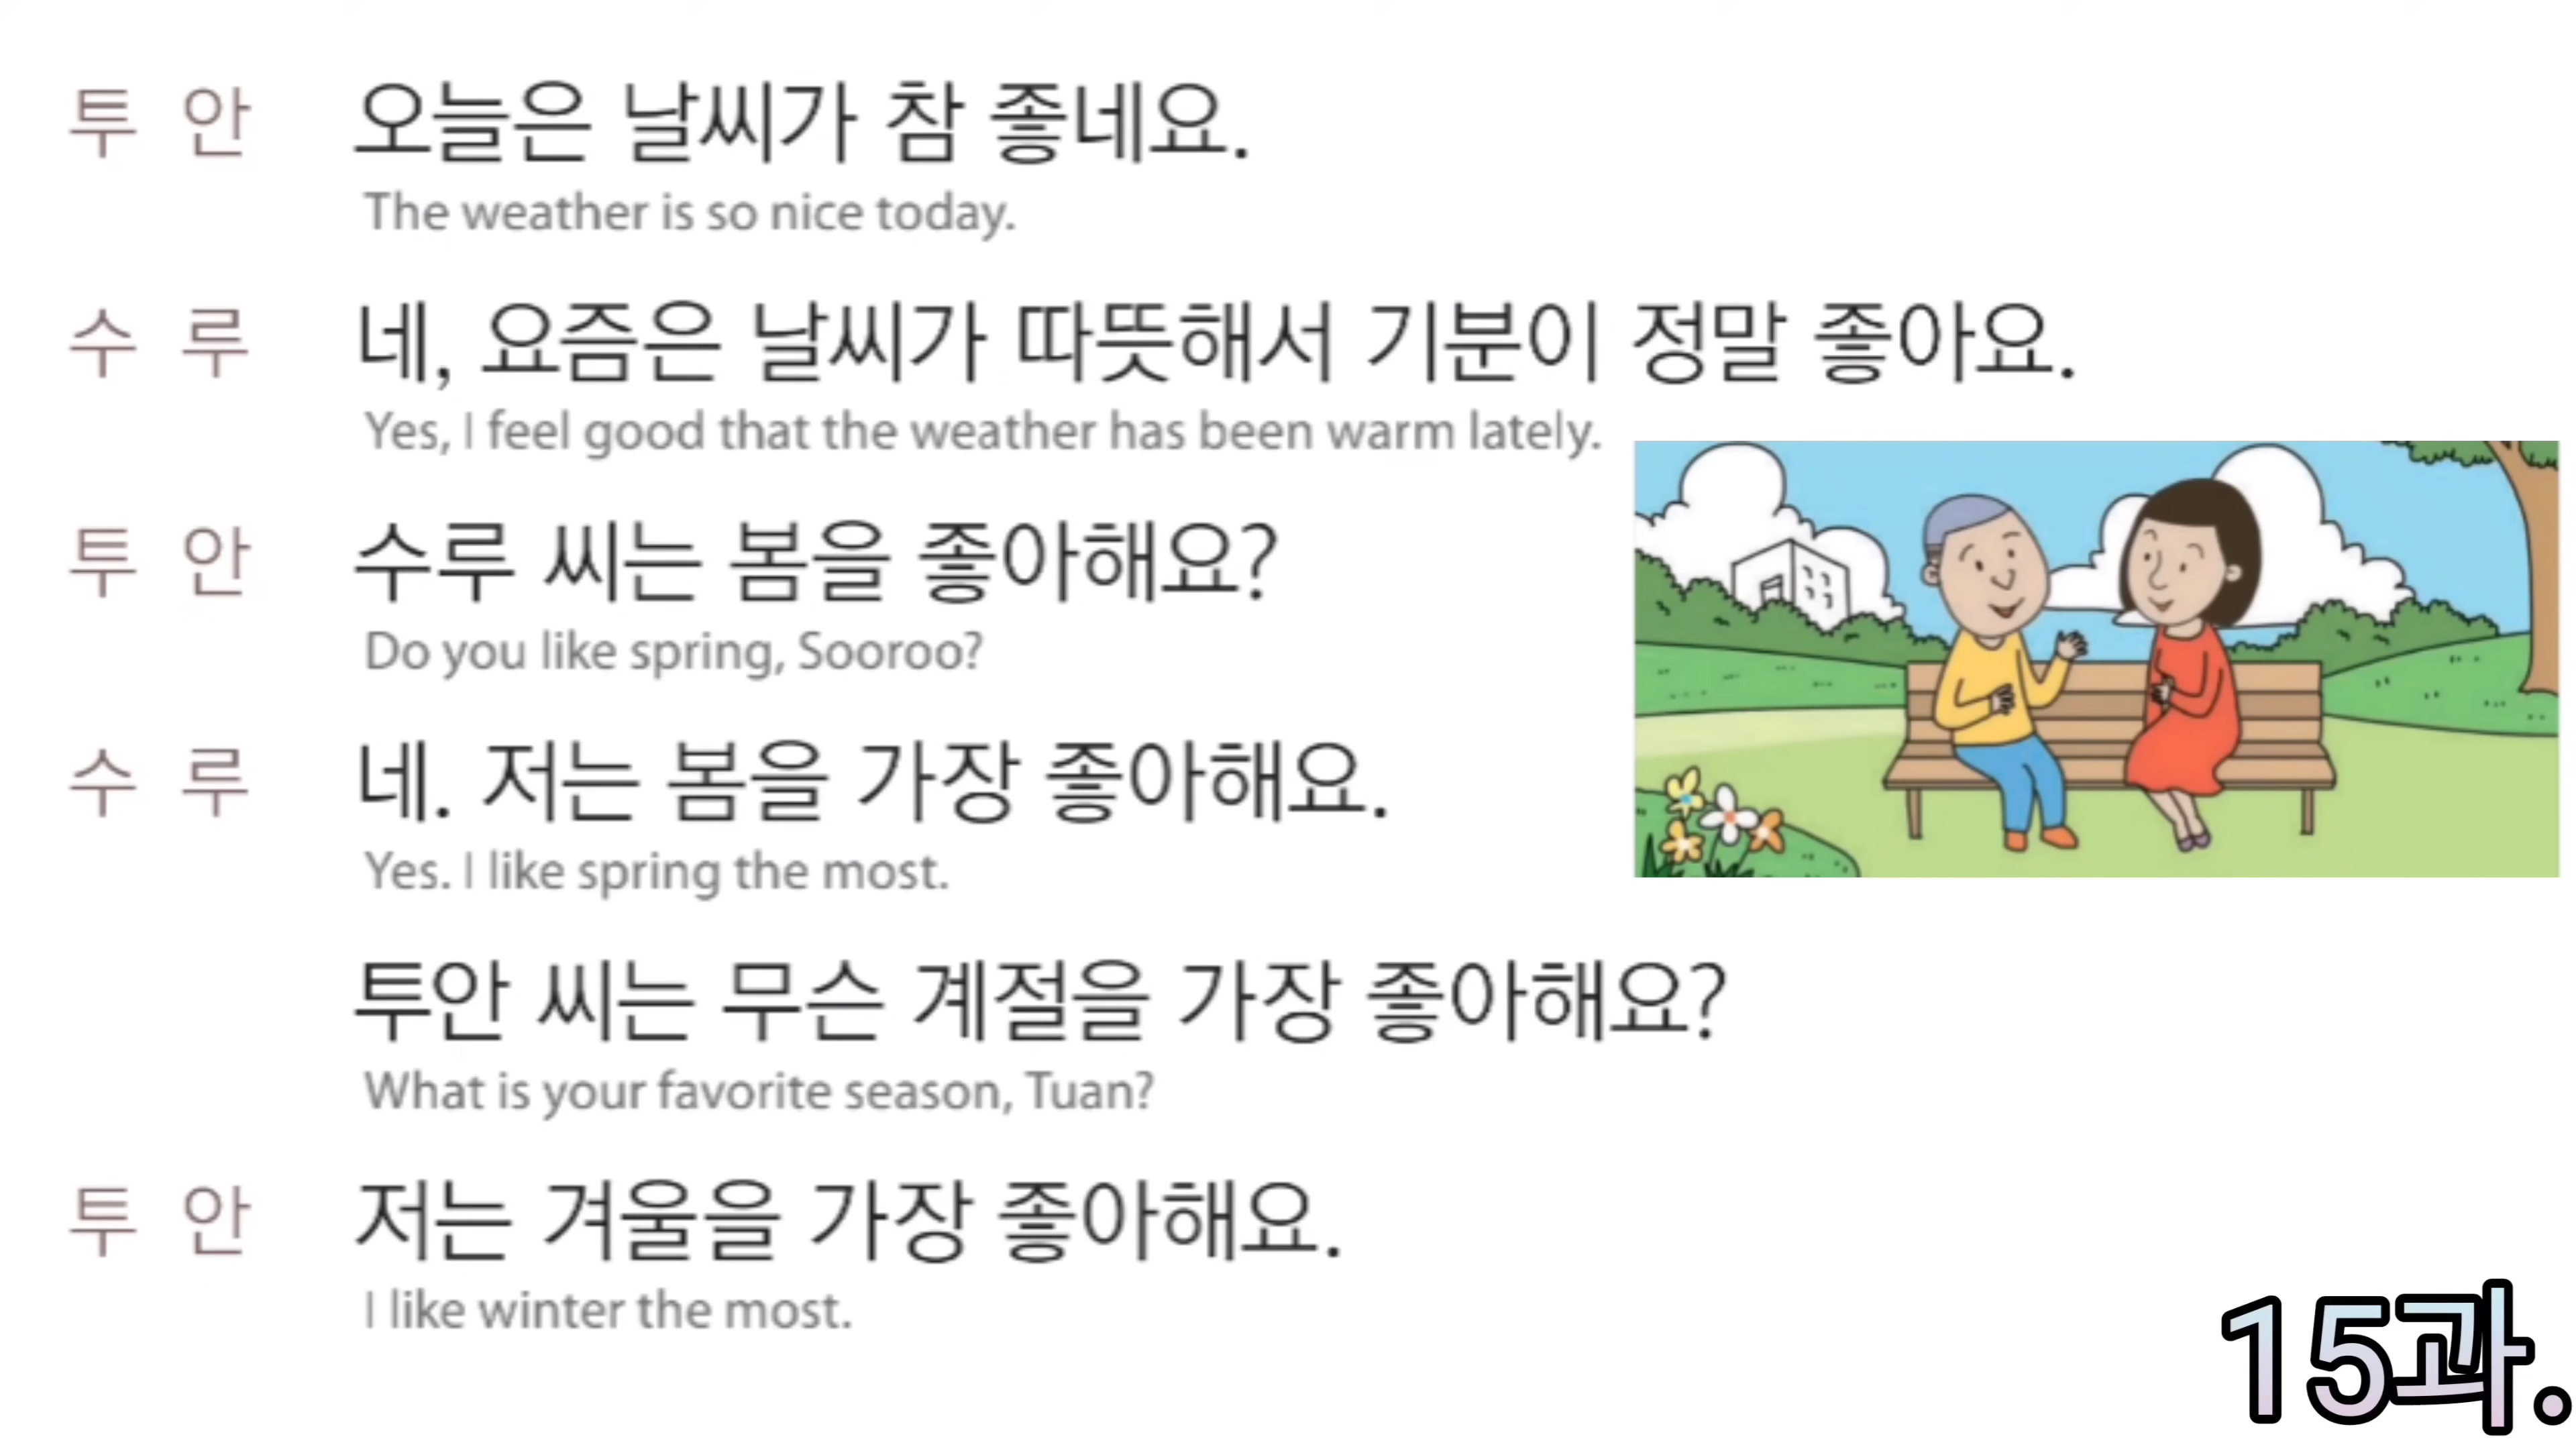 투 안 오늘은 날씨가 참 좋네요.
The weather is so nice today.
수 루 네, 요즘은 날씨가 따뜻해서 기분이 정말 좋아요.
Yes, I feel good that the weather has been warm lately.
투 안 수루 씨는 봄을 좋아해요?
Do you like spring, Sooroo?
수 루 네. 저는 봄을 가장 좋아해요.
Yes. I like spring the most.
투안 씨는 무슨 계절을 가장 좋아해요?
What is your favorite season, Tuan?
투 안 저는 겨울을 가장 좋아해요.
I like winter the most.
15과.